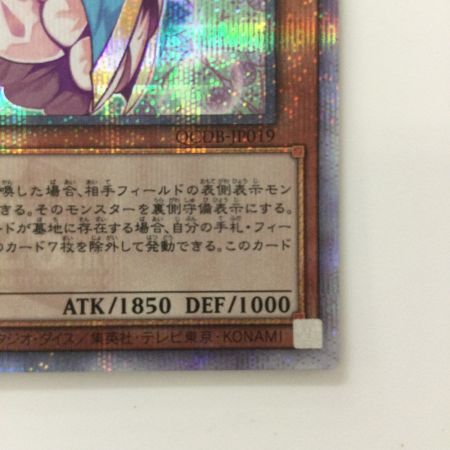 QCDB-JP019
喚した場合、相手フィールドの表側表示モン
きる。そのモンスターを裏側守備表示にする。
ードが墓地に存在する場合、自分の手札・フィー
のカード7枚を除外して発動できる。このカード
ATK/1850 DEF/1000
タジオ・ダイス/集英社・テレビ東京・KONAMI